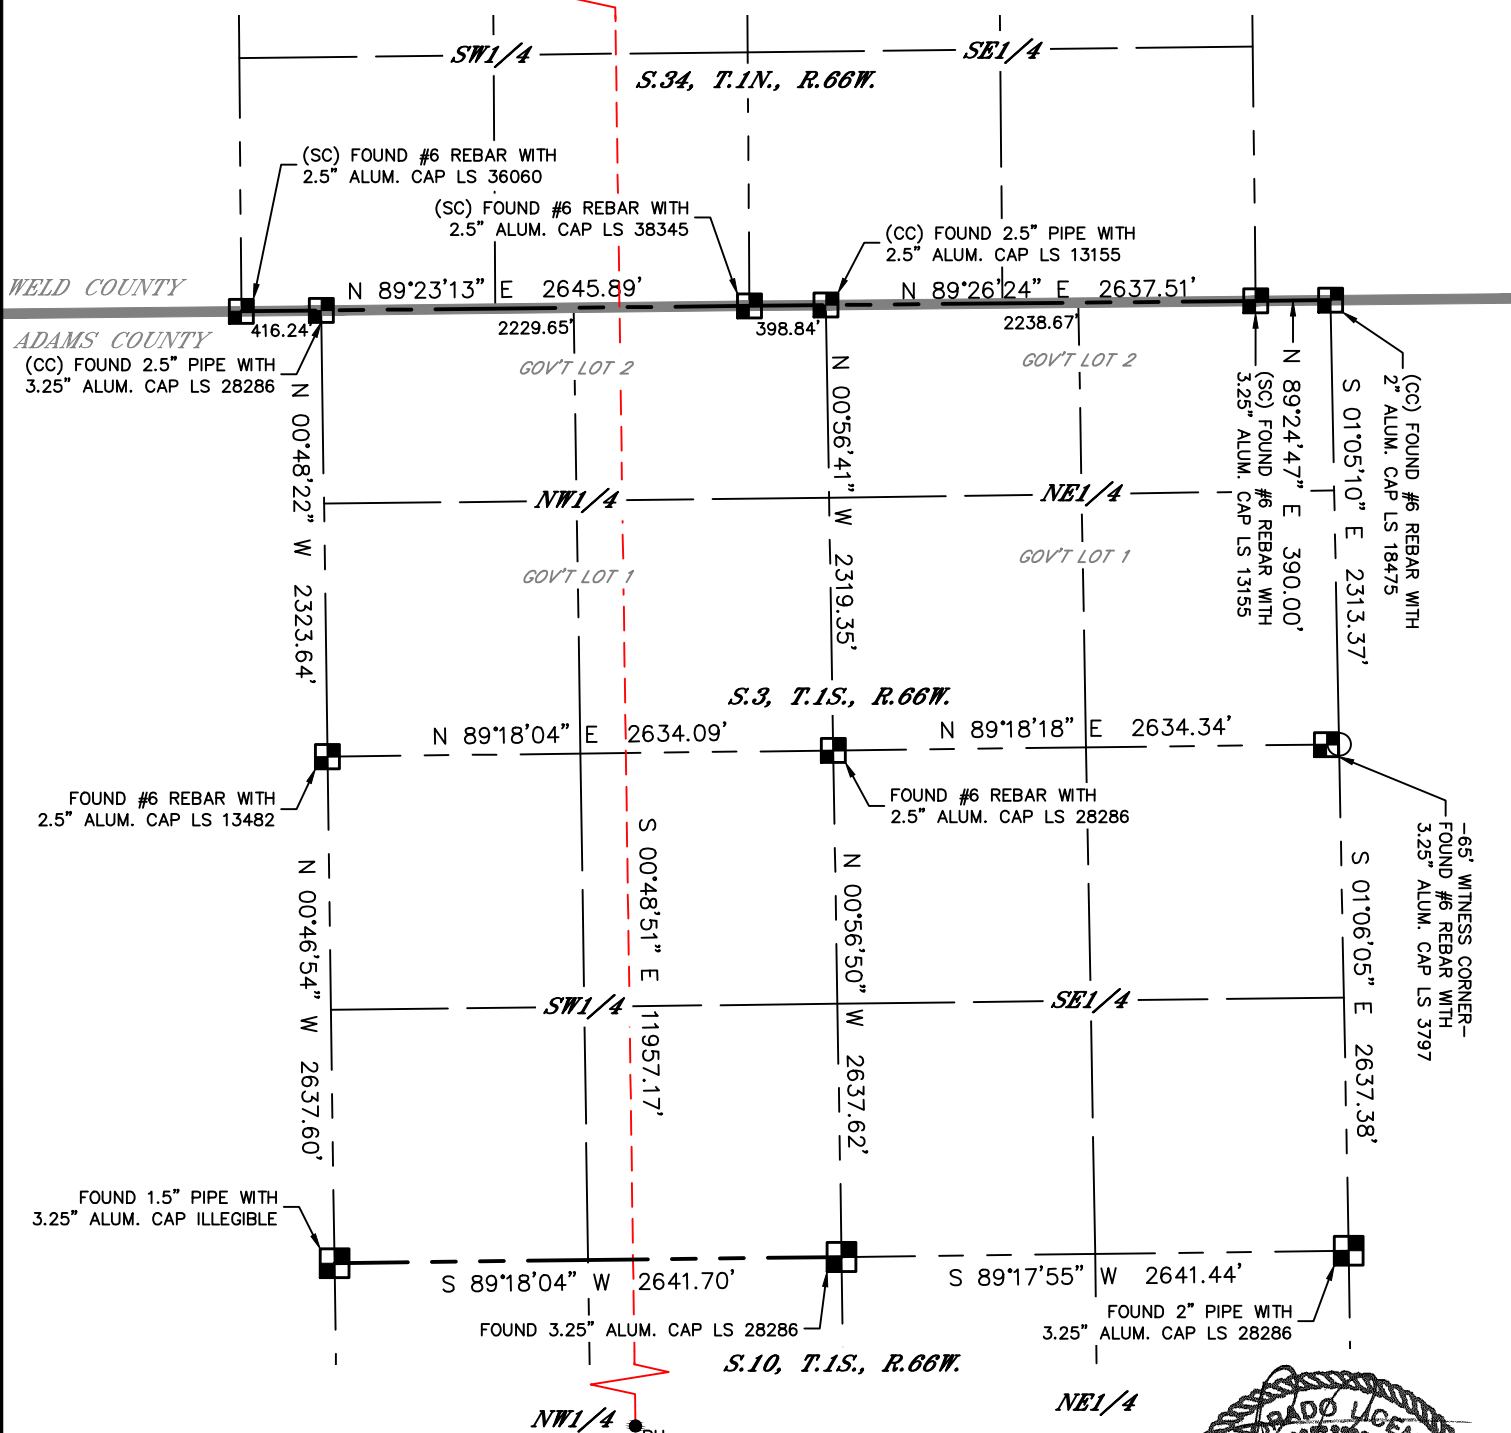 SW1/4
SE1/4
S.34, T.1N., R.66W.
(SC) FOUND #6 REBAR WITH
2.5" ALUM. CAP LS 36060
(SC) FOUND #6 REBAR WITH
2.5" ALUM. CAP LS 38345
(CC) FOUND 2.5" PIPE WITH
2.5" ALUM. CAP LS 13155
WELD COUNTY
N 89°23'13" E 2645.89'
N 89°26'24" E 2637.51'
ADAMS COUNTY
416.24'
2229.65'
398.84'
2238.67'
(CC) FOUND 2.5" PIPE WITH
3.25" ALUM. CAP LS 28286
GOV'T LOT 2
GOV'T LOT 2
N 00°48'22" W 2323.64'
N 00°56'41" W 2319.35'
(SC) FOUND #6 REBAR WITH
3.25" ALUM. CAP LS 13155
N 89°24'47" E 390.00'
S 01°05'10" E 2313.37'
(CC) FOUND #6 REBAR WITH
2" ALUM. CAP LS 18475
NW1/4
NE1/4
GOV'T LOT 1
GOV'T LOT 1
S.3, T.1S., R.66W.
N 89°18'04" E 2634.09'
N 89°18'18" E 2634.34'
FOUND #6 REBAR WITH
2.5" ALUM. CAP LS 13482
FOUND #6 REBAR WITH
2.5" ALUM. CAP LS 28286
-65' WITNESS CORNER-
FOUND #6 REBAR WITH
3.25" ALUM. CAP LS 3797
N 00°46'54" W 2637.60'
S 00°48'51" E 11957.17'
N 00°56'50" W 2637.62'
S 01°06'05" E 2637.38'
SW1/4
SE1/4
FOUND 1.5" PIPE WITH
3.25" ALUM. CAP ILLEGIBLE
S 89°18'04" W 2641.70'
S 89°17'55" W 2641.44'
FOUND 3.25" ALUM. CAP LS 28286
FOUND 2" PIPE WITH
3.25" ALUM. CAP LS 28286
S.10, T.1S., R.66W.
NW1/4
NE1/4